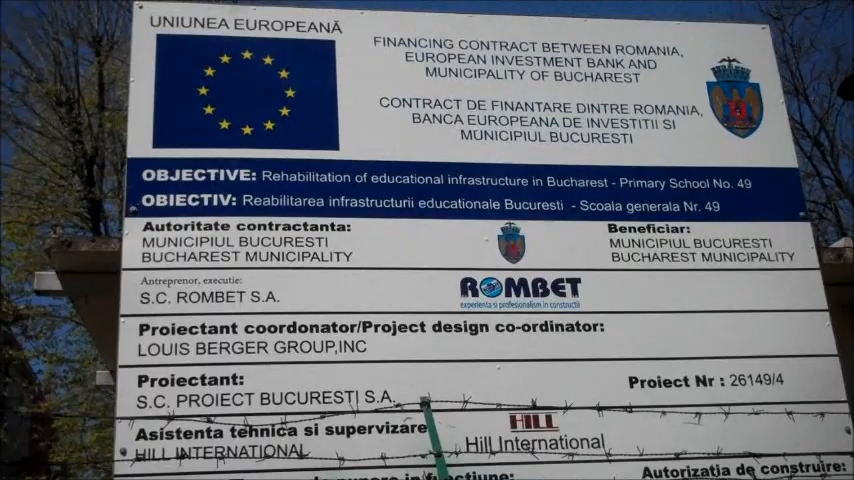 UNIUNEA EUROPEANĂ
FINANCING CONTRACT BETWEEN ROMANIA,
EUROPEAN INVESTMENT BANK AND
MUNICIPALITY OF BUCHAREST
CONTRACT DE FINANTARE DINTRE ROMANIA,
BANCA EUROPEANA DE INVESTITII SI
MUNICIPIUL BUCURESTI
OBJECTIVE: Rehabilitation of educational infrastructure in Bucharest - Primary School No. 49
OBIECTIV: Reabilitarea infrastructurii educationale Bucuresti - Scoala generala Nr. 49
Autoritate contractanta:
MUNICIPIUL BUCURESTI
BUCHAREST MUNICIPALITY
Beneficiar:
MUNICIPIUL BUCURESTI
BUCHAREST MUNICIPALITY
Antreprenor, executie:
S.C. ROMBET S.A.
ROMBET
experienta si profesionalism in constructii
Proiectant coordonator/Project design co-ordinator:
LOUIS BERGER GROUP,INC
Proiectant:
S.C. PROIECT BUCURESTI S.A.
Proiect Nr : 26149/4
Asistenta tehnica si supervizare
HILL INTERNATIONAL
HILL
Hill International
punere in functiune:
Autorizaţia de construire: